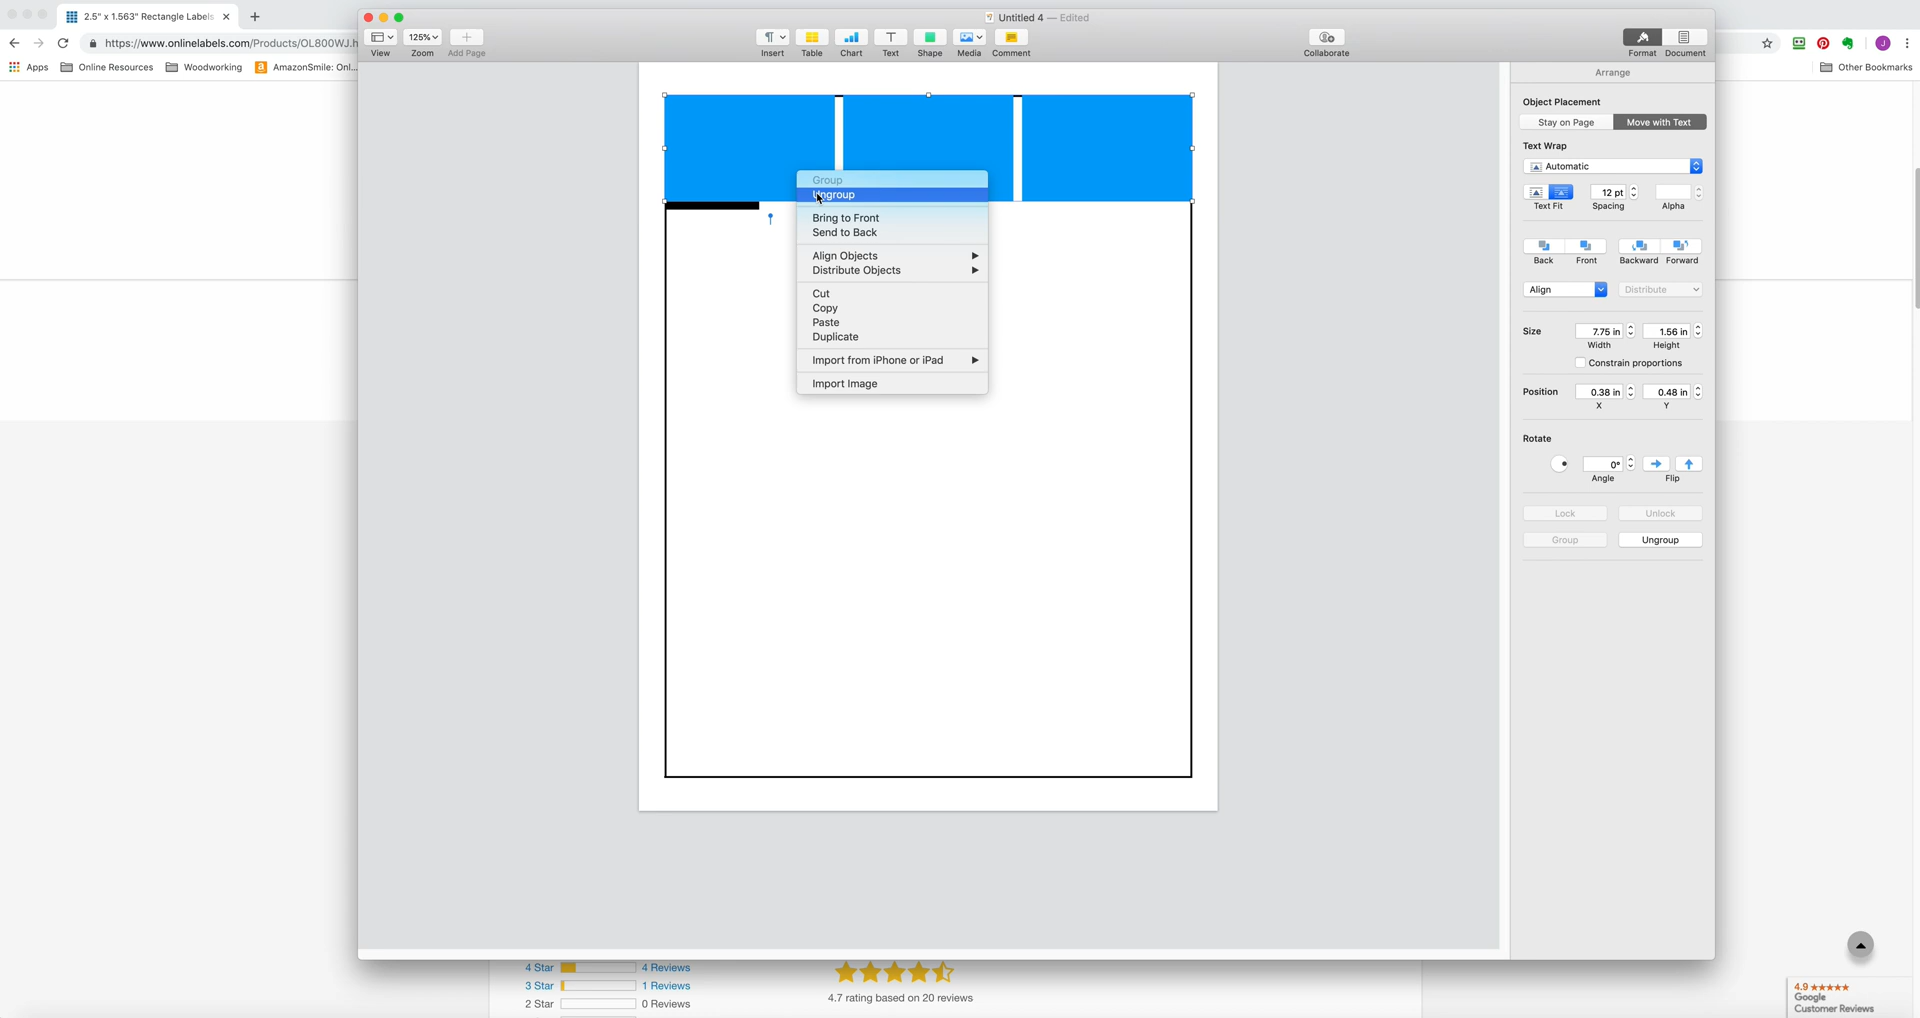 2.5" x 1.563" Rectangle Labels
https://www.onlinelabels.com/Products/OL800WJ.h
Apps
Online Resources
Woodworking
AmazonSmile: Onl...
Other Bookmarks
J
Untitled 4 — Edited
125%
View
Zoom
Add Page
Insert
Table
Chart
Text
Shape
Media
Comment
Collaborate
Format
Document
Group
Ungroup
Bring to Front
Send to Back
Align Objects
Distribute Objects
Cut
Copy
Paste
Duplicate
Import from iPhone or iPad
Import Image
Arrange
Object Placement
Stay on Page
Move with Text
Text Wrap
Automatic
12 pt
Text Fit
Spacing
Alpha
Back
Front
Backward
Forward
Align
Distribute
Size
7.75 in
1.56 in
Width
Height
Constrain proportions
Position
0.38 in
0.48 in
X
Y
Rotate
0°
Angle
Flip
Lock
Unlock
Group
Ungroup
4 Star
4 Reviews
3 Star
1 Reviews
2 Star
0 Reviews
4.7 rating based on 20 reviews
4.9
Google
Customer Reviews